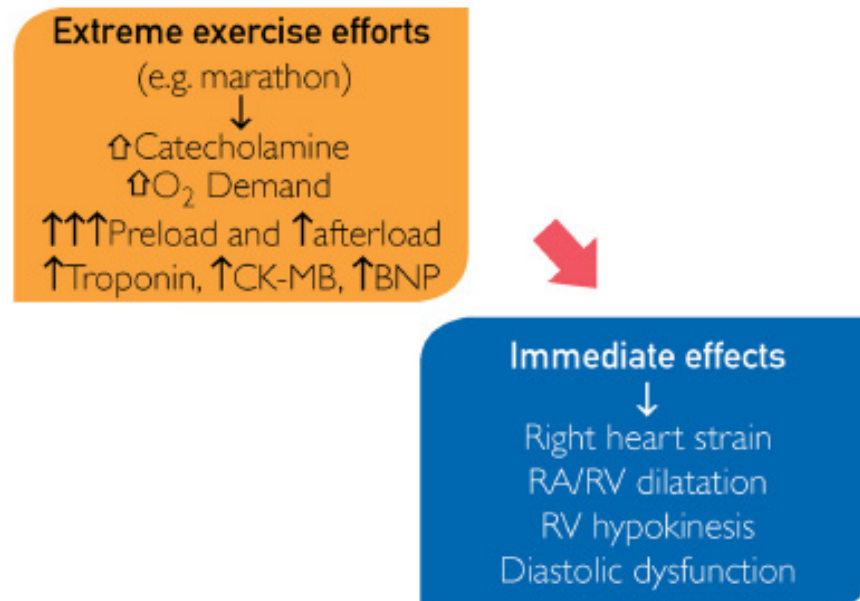 Extreme exercise efforts
(e.g. marathon)
↓
⇧Catecholamine
⇧O₂ Demand
↑↑↑Preload and ↑afterload
↑Troponin, ↑CK-MB, ↑BNP
Immediate effects
↓
Right heart strain
RA/RV dilatation
RV hypokinesis
Diastolic dysfunction